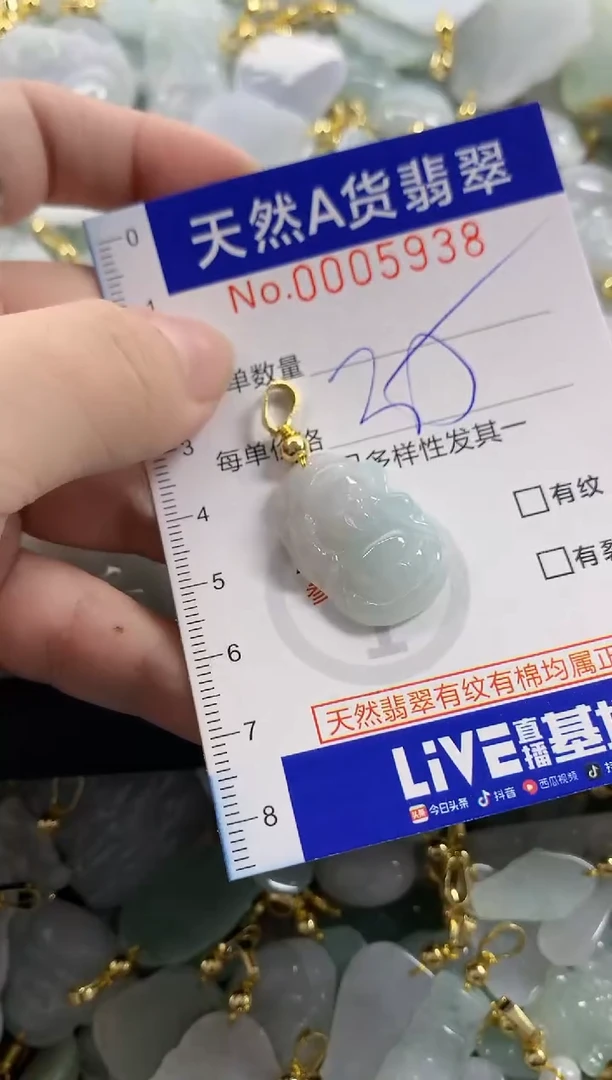 0
天然A货翡翠
No.0005938
1
单数量 20
3
每单价格
多样性发其一
4
□有纹
5
□有裂
6
天然翡翠有纹有棉均属正
7
LiVE直播基地
8
今日头条 抖音 西瓜视频